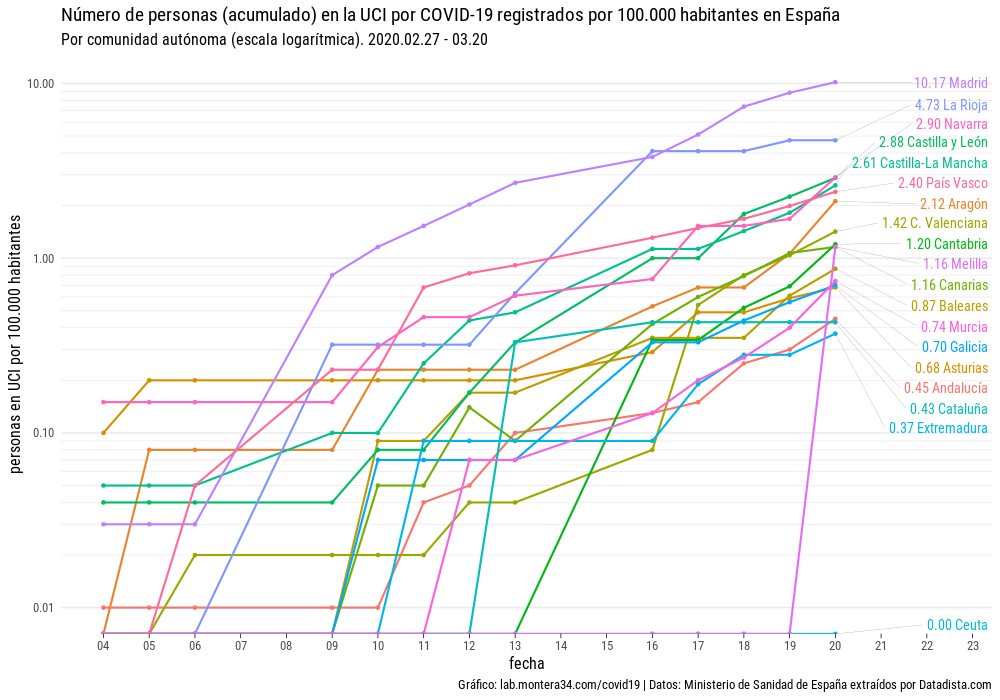 Número de personas (acumulado) en la UCI por COVID-19 registrados por 100.000 habitantes en España
Por comunidad autónoma (escala logarítmica). 2020.02.27 - 03.20
personas en UCI por 100.000 habitantes
10.00
1.00
0.10
0.01
10.17 Madrid
4.73 La Rioja
2.90 Navarra
2.88 Castilla y León
2.61 Castilla-La Mancha
2.40 País Vasco
2.12 Aragón
1.42 C. Valenciana
1.20 Cantabria
1.16 Melilla
1.16 Canarias
0.87 Baleares
0.74 Murcia
0.70 Galicia
0.68 Asturias
0.45 Andalucía
0.43 Cataluña
0.37 Extremadura
0.00 Ceuta
04 05 06 07 08 09 10 11 12 13 14 15 16 17 18 19 20 21 22 23
fecha
Gráfico: lab.montera34.com/covid19 | Datos: Ministerio de Sanidad de España extraídos por Datadista.com